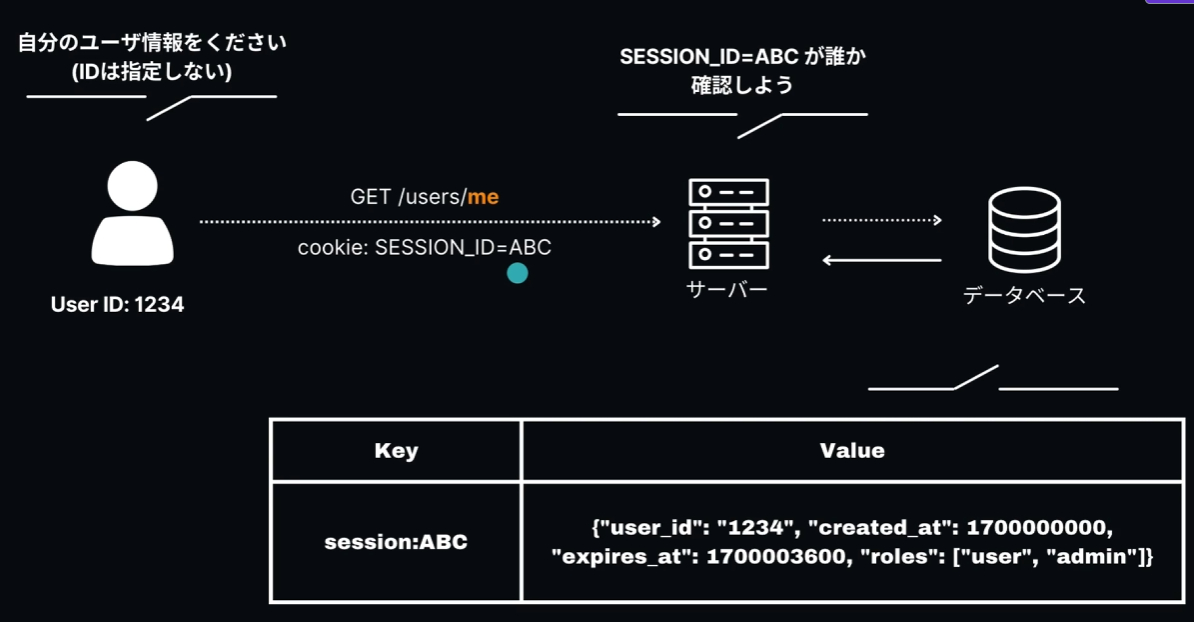 自分のユーザ情報をください
(IDは指定しない)
SESSION_ID=ABC が誰か
確認しよう
GET /users/me
cookie: SESSION_ID=ABC
User ID: 1234
サーバー
データベース
Key
Value
session:ABC
{"user_id": "1234", "created_at": 1700000000,
"expires_at": 1700003600, "roles": ["user", "admin"]}